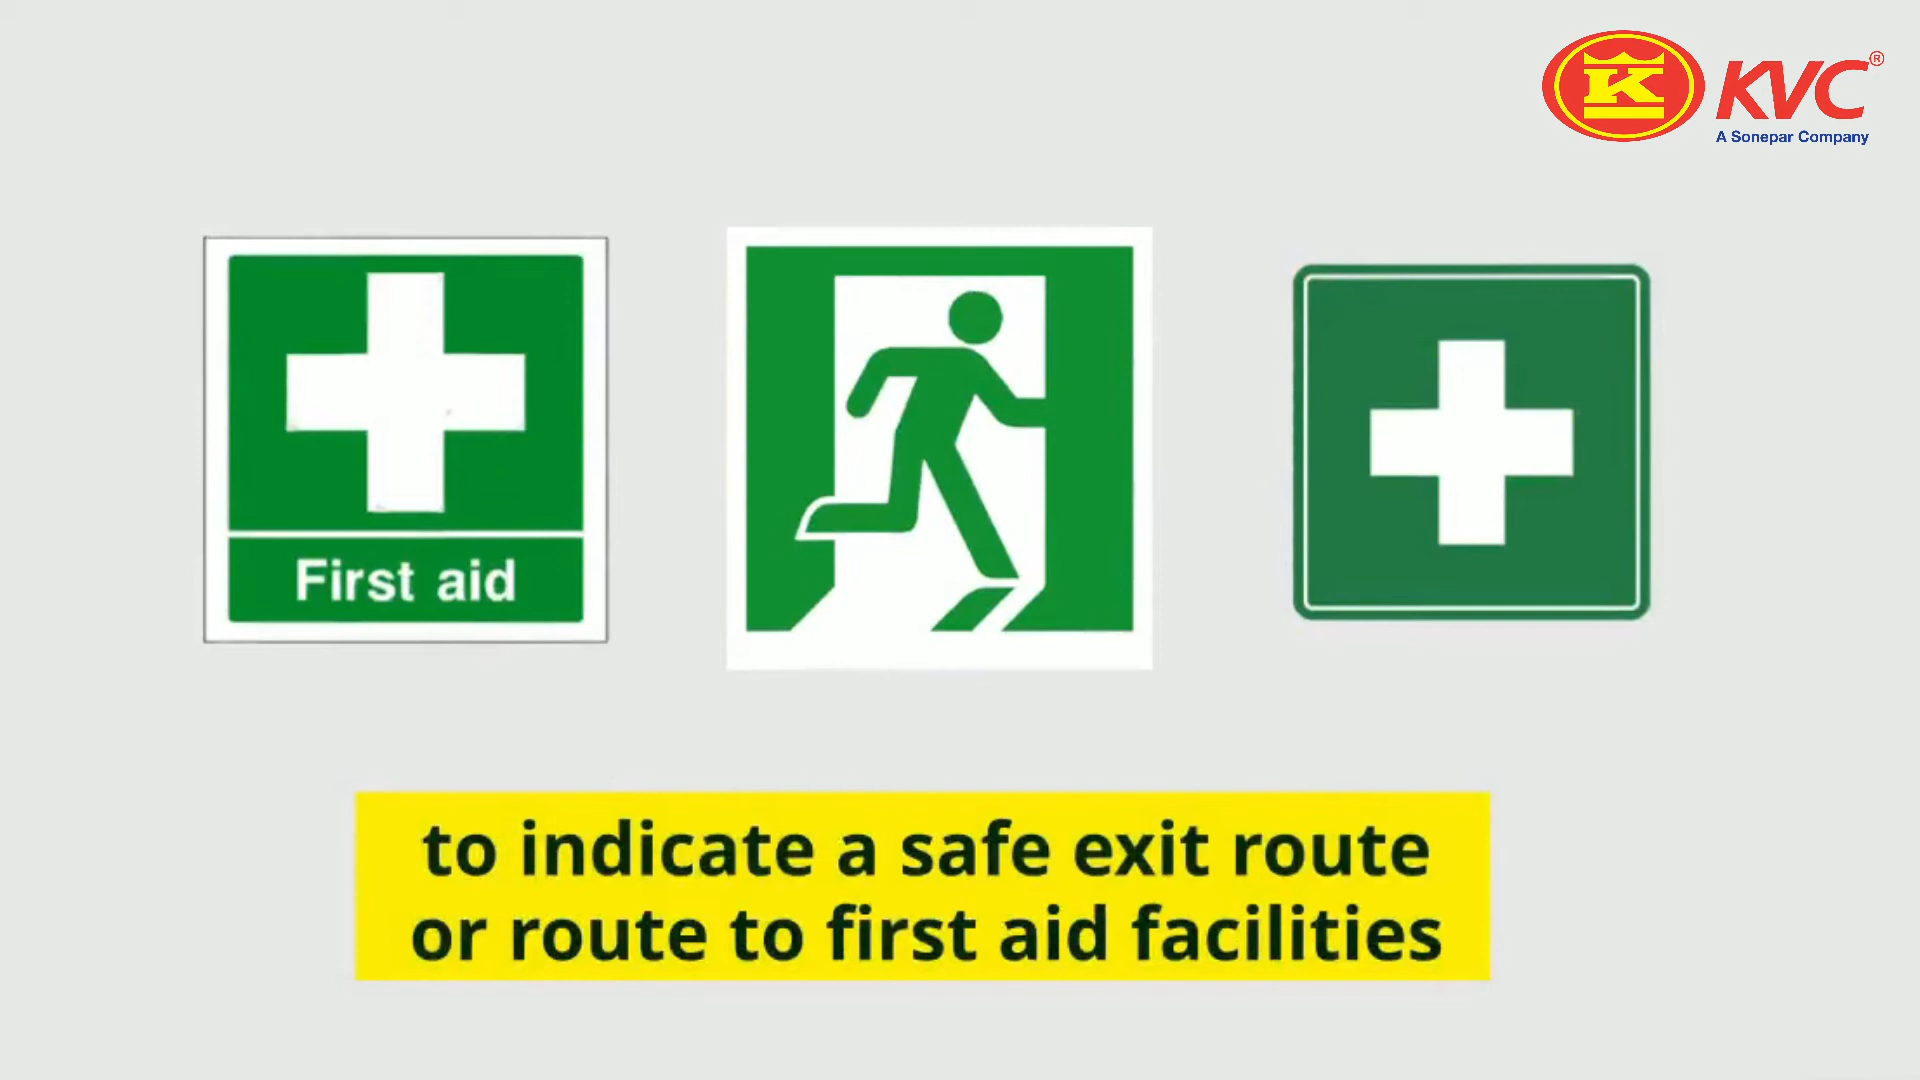 K KVC®
A Sonepar Company
First aid
to indicate a safe exit route
or route to first aid facilities